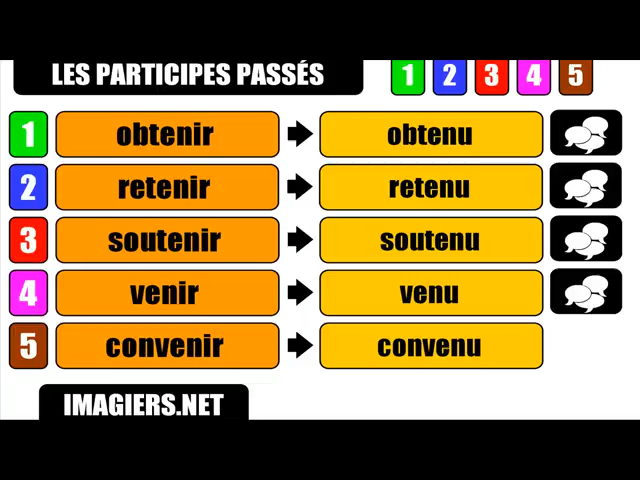 LES PARTICIPES PASSÉS 1 2 3 4 5
1 obtenir obtenu
2 retenir retenu
3 soutenir soutenu
4 venir venu
5 convenir convenu
IMAGIERS.NET